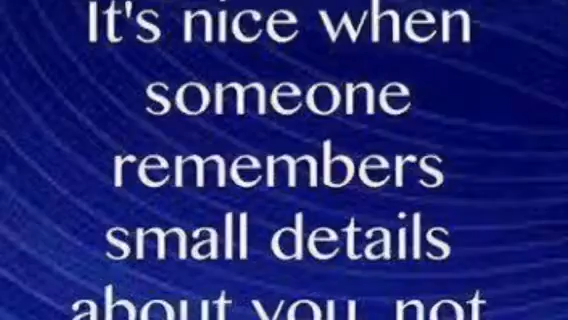 It's nice when
someone
remembers
small details
about you, not